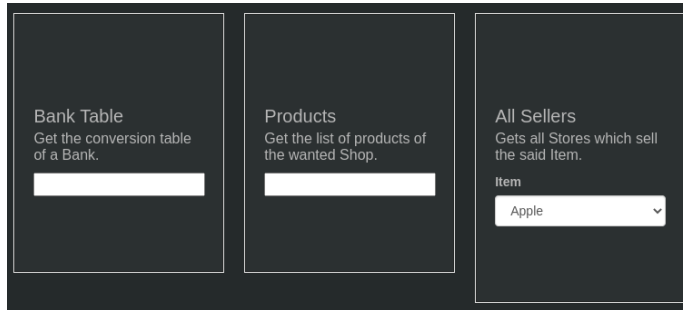 Bank Table
Get the conversion table
of a Bank.
Products
Get the list of products of
the wanted Shop.
All Sellers
Gets all Stores which sell
the said Item.
Item
Apple